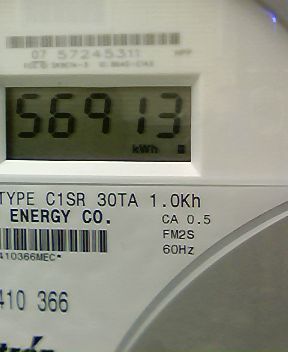 07 57245311
56913
kWh
TYPE C1SR 30TA 1.0Kh
ENERGY CO. CA 0.5
FM2S
60Hz
410366MEC*
410 366